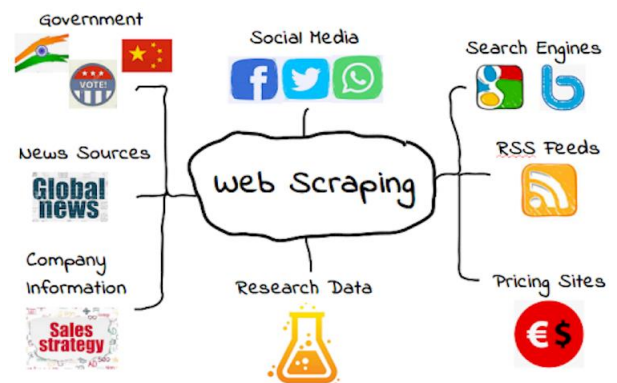 Government
VOTE!
Social Media
Search Engines
News Sources
Global
news
Web Scraping
RSS Feeds
Company
Information
Sales
strategy
Research Data
Pricing Sites
€$